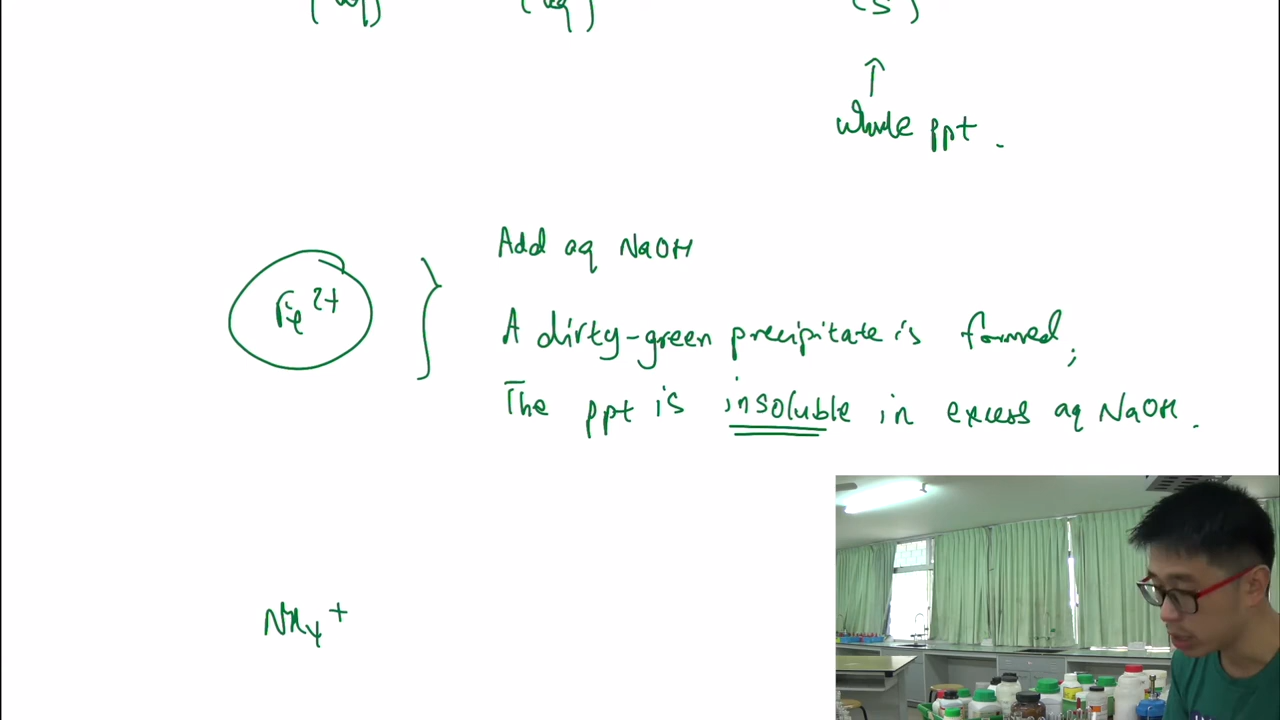 (aq) (aq) (s)
↑
white ppt.
Add aq NaOH
Fe²⁺ }
A dirty-green precipitate is formed;
The ppt is insoluble in excess aq NaOH.
NH₄⁺